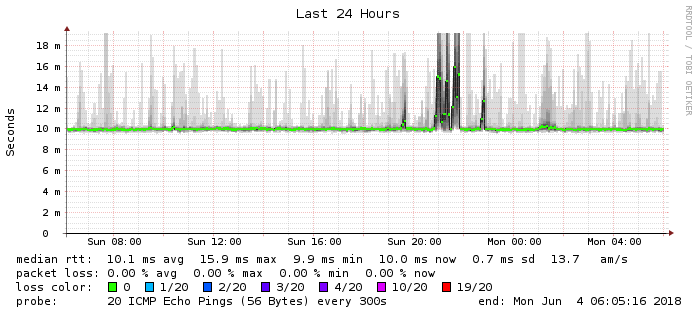 Last 24 Hours
RRDTOOL / TOBI OETIKER
Seconds
18 m
16 m
14 m
12 m
10 m
8 m
6 m
4 m
2 m
0
Sun 08:00 Sun 12:00 Sun 16:00 Sun 20:00 Mon 00:00 Mon 04:00
median rtt: 10.1 ms avg 15.9 ms max 9.9 ms min 10.0 ms now 0.7 ms sd 13.7 am/s
packet loss: 0.00 % avg 0.00 % max 0.00 % min 0.00 % now
loss color: 0 1/20 2/20 3/20 4/20 10/20 19/20
probe: 20 ICMP Echo Pings (56 Bytes) every 300s end: Mon Jun 4 06:05:16 2018